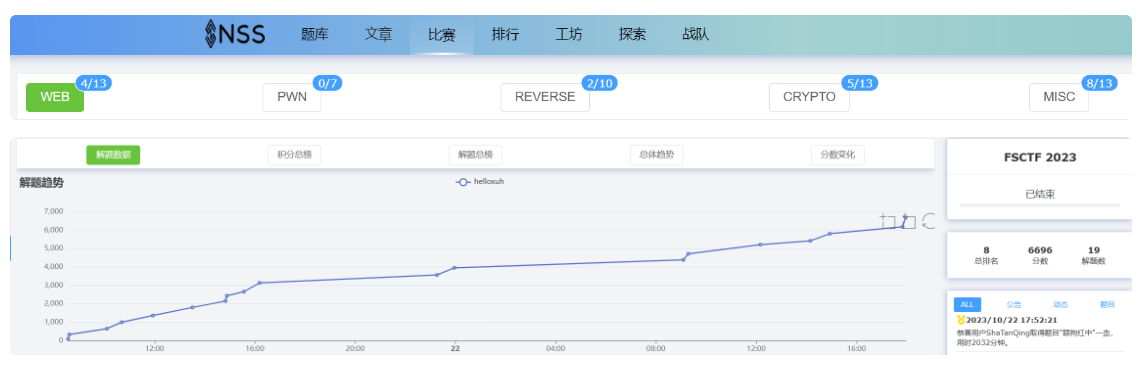 NSS 题库 文章 比赛 排行 工坊 探索 战队
4/13 0/7 2/10 5/13 8/13
WEB PWN REVERSE CRYPTO MISC
解题数据 积分总榜 解题总榜 总体趋势 分数变化
FSCTF 2023
解题趋势
helloxuh
已结束
7,000
6,000
5,000
4,000
3,000
2,000
1,000
0
12:00 16:00 20:00 22 04:00 08:00 12:00 16:00
8 6696 19
总排名 分数 解题数
ALL 公告 动态 题目
2023/10/22 17:52:21
恭喜用户ShaTanQing取得题目"额狗红中"一血,
用时2032分钟。